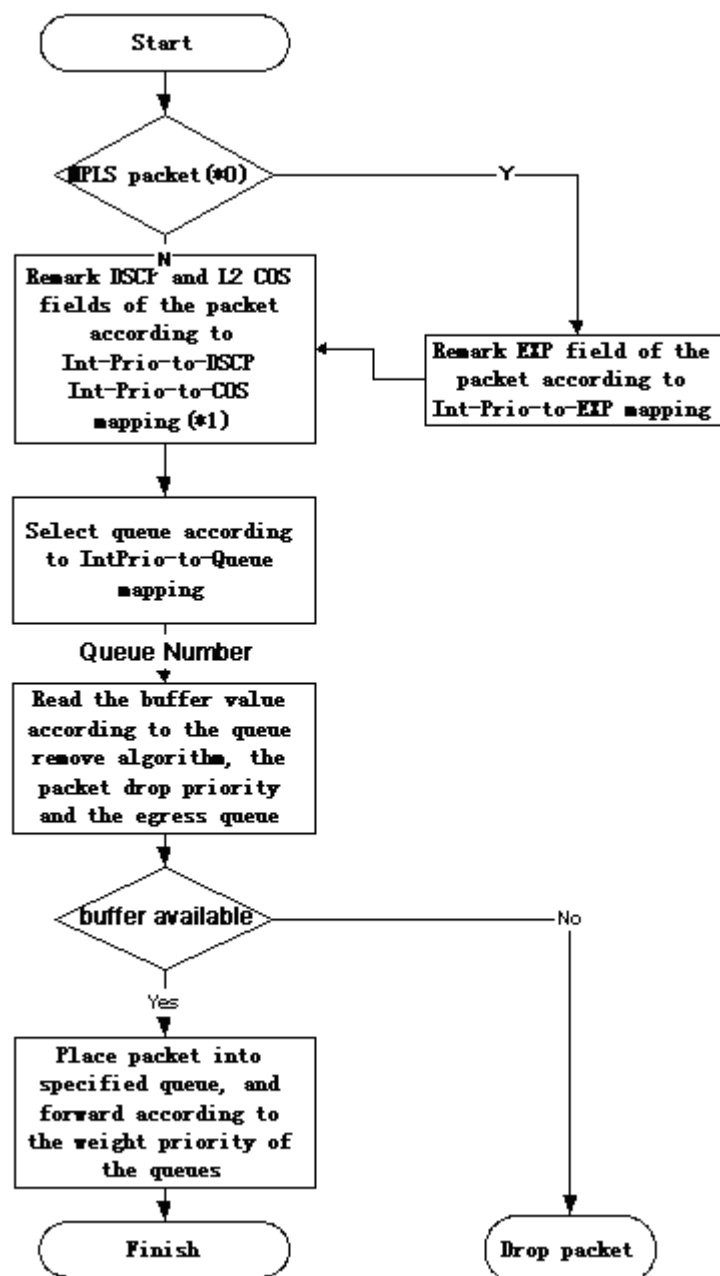 Start
MPLS packet(*0)
Y
N
Remark DSCP and L2 COS
fields of the packet
according to
Int-Prio-to-DSCP
Int-Prio-to-COS
mapping(*1)
Remark EXP field of the
packet according to
Int-Prio-to-EXP mapping
Select queue according
to IntPrio-to-Queue
mapping
Queue Number
Read the buffer value
according to the queue
remove algorithm, the
packet drop priority
and the egress queue
buffer available
No
Yes
Place packet into
specified queue, and
forward according to
the weight priority of
the queues
Finish
Drop packet